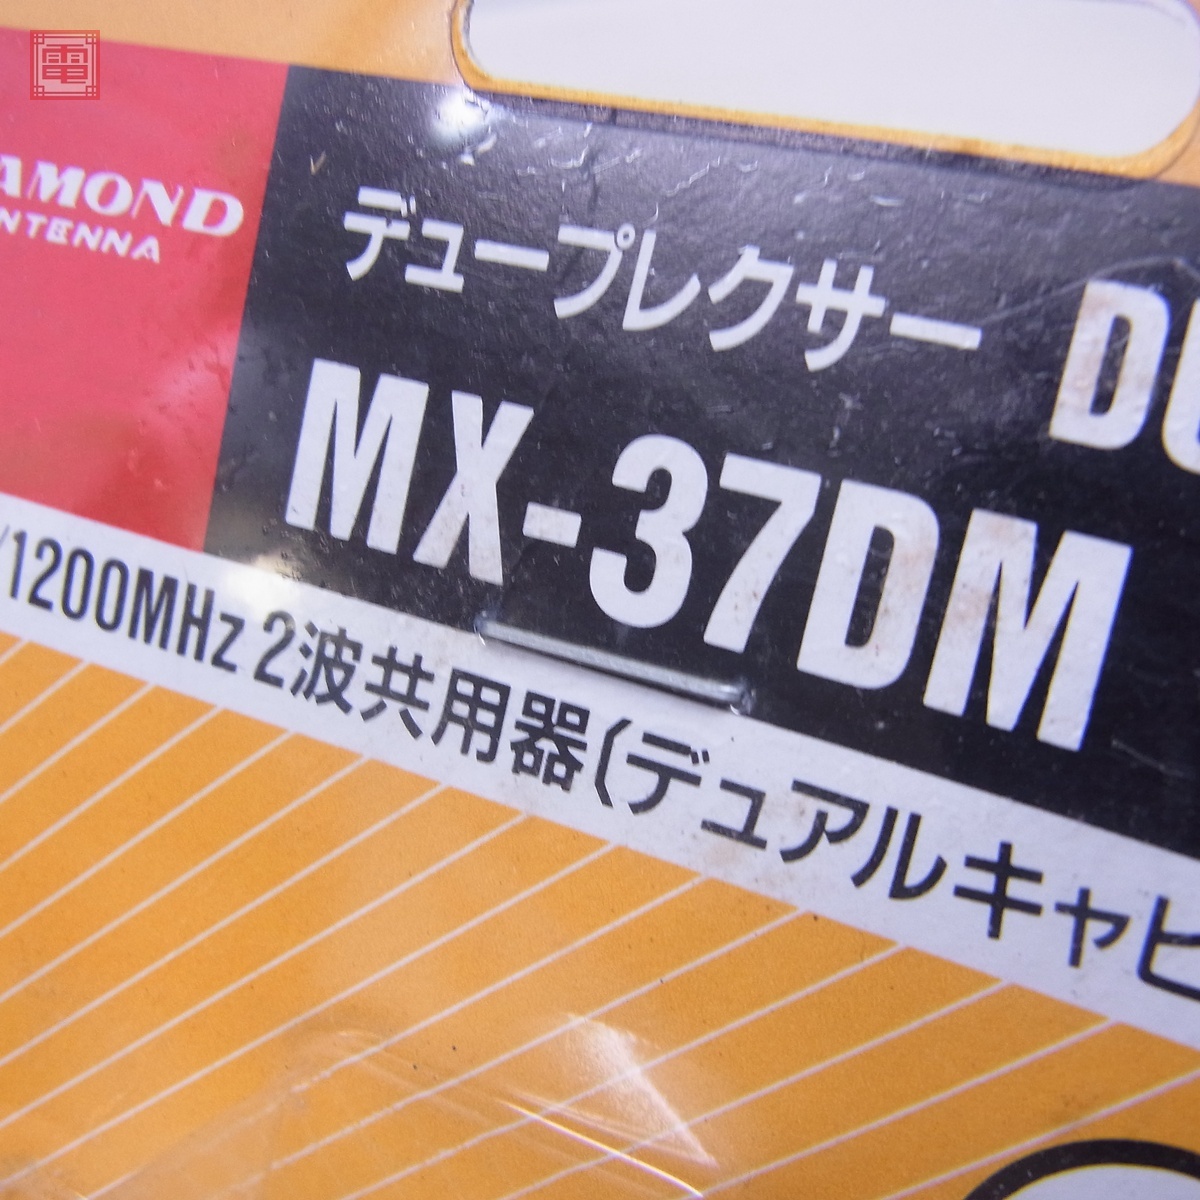 電
AMOND
NTENNA
デュープレクサー DU
MX-37DM
/1200MHz 2波共用器(デュアルキャビ